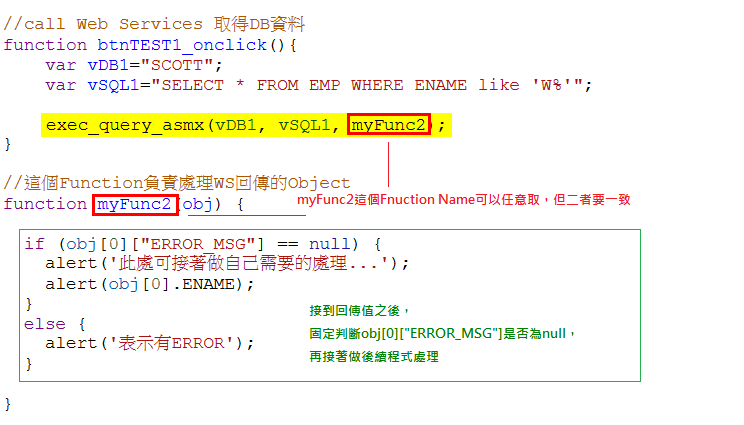 //call Web Services 取得DB資料
function btnTEST1_onclick(){
var vDB1="SCOTT";
var vSQL1="SELECT * FROM EMP WHERE ENAME like 'W%'";
exec_query_asmx(vDB1, vSQL1, myFunc2);
}
//這個Function負責處理WS回傳的Object
myFunc2這個Fnuction Name可以任意取，但二者要一致
function myFunc2(obj) {
if (obj[0]["ERROR_MSG"] == null) {
alert('此處可接著做自己需要的處理...');
alert(obj[0].ENAME);
}
else {
alert('表示有ERROR');
}
接到回傳值之後，
固定判斷obj[0]["ERROR_MSG"]是否為null，
再接著做後續程式處理
}